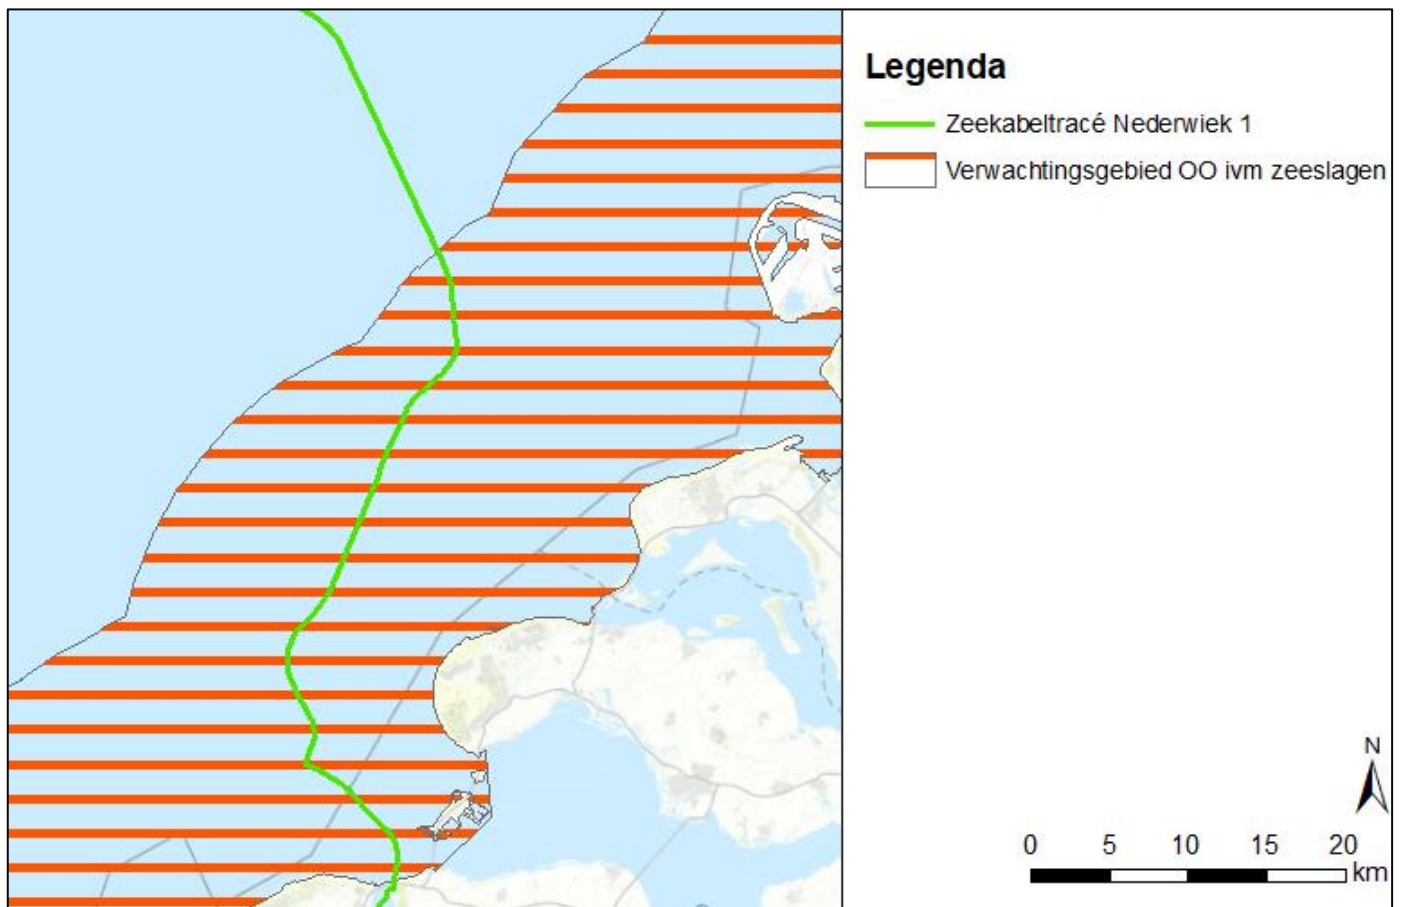 Legenda
Zeekabeltracé Nederwiek 1
Verwachtingsgebied OO ivm zeeslagen
N
0 5 10 15 20
km